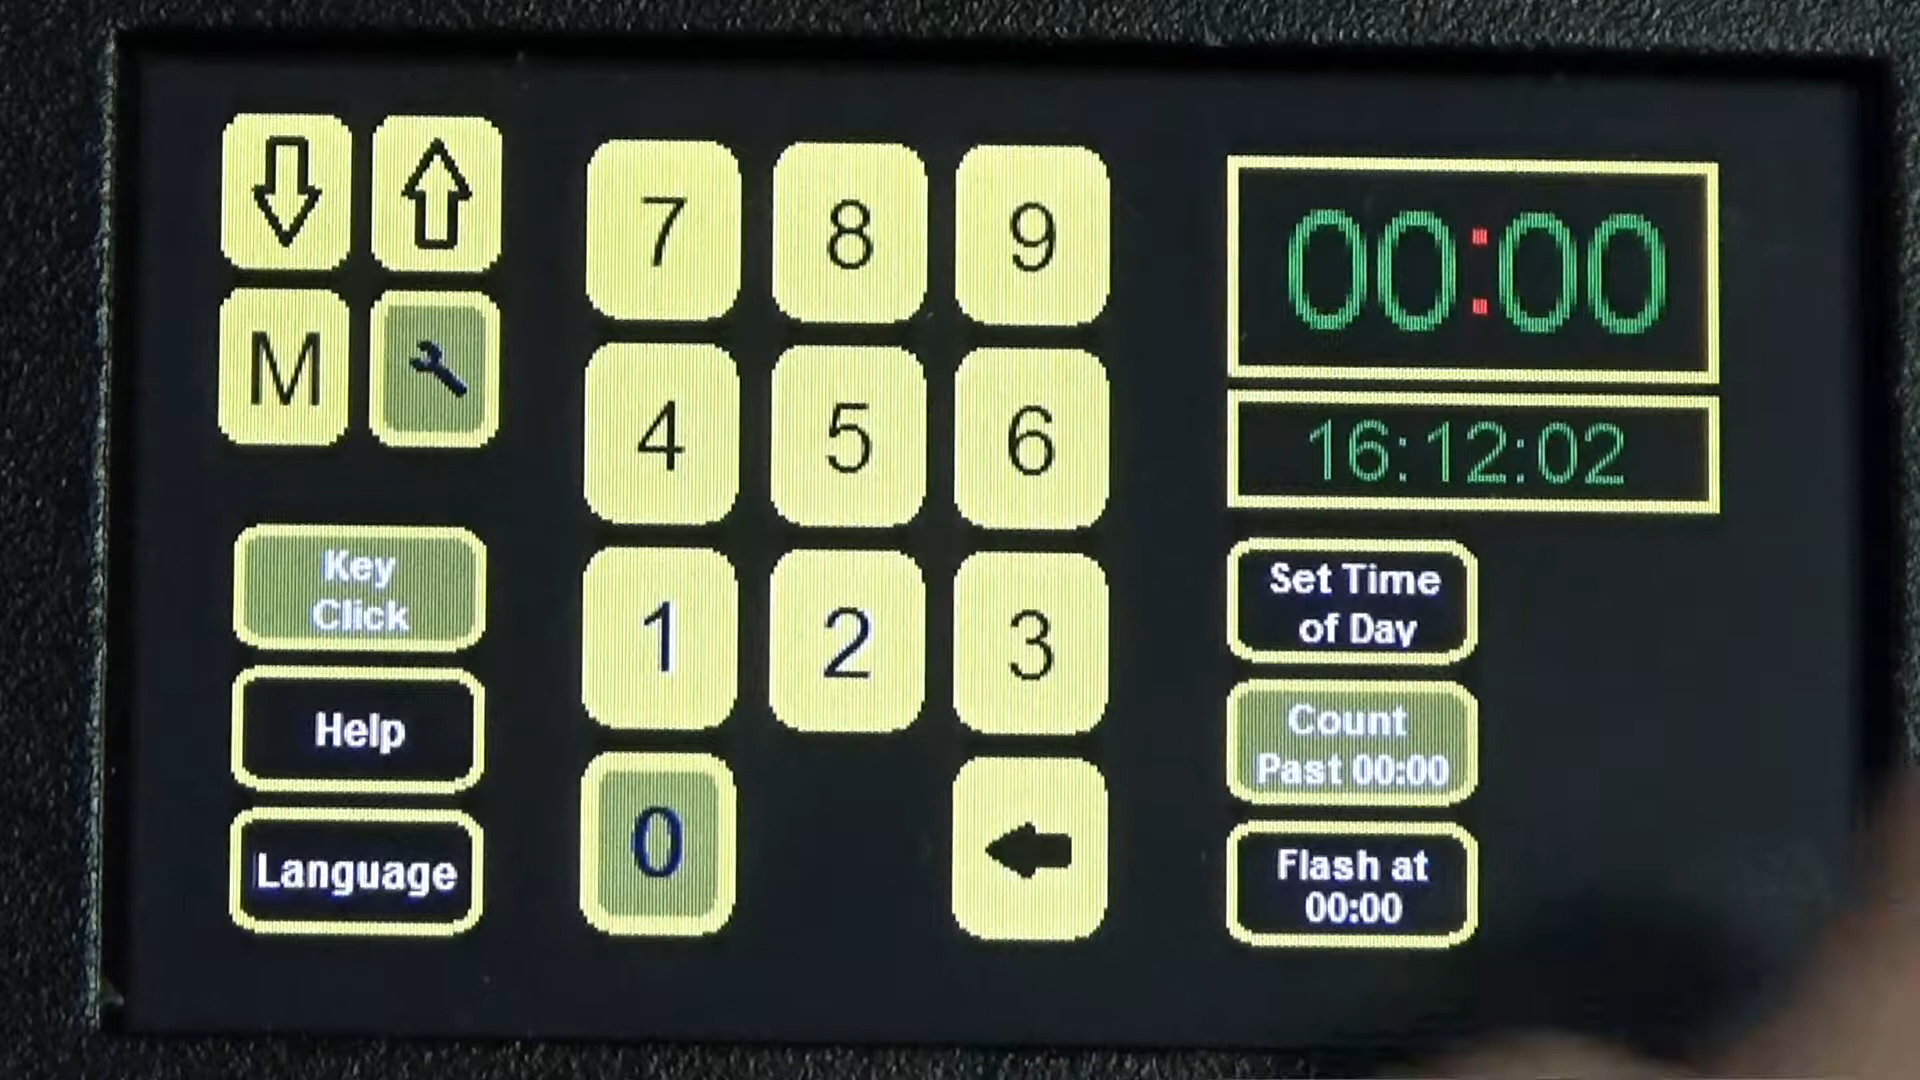 M
Key
Click
Help
Language
7 8 9
4 5 6
1 2 3
0
00:00
16:12:02
Set Time
of Day
Count
Past 00:00
Flash at
00:00